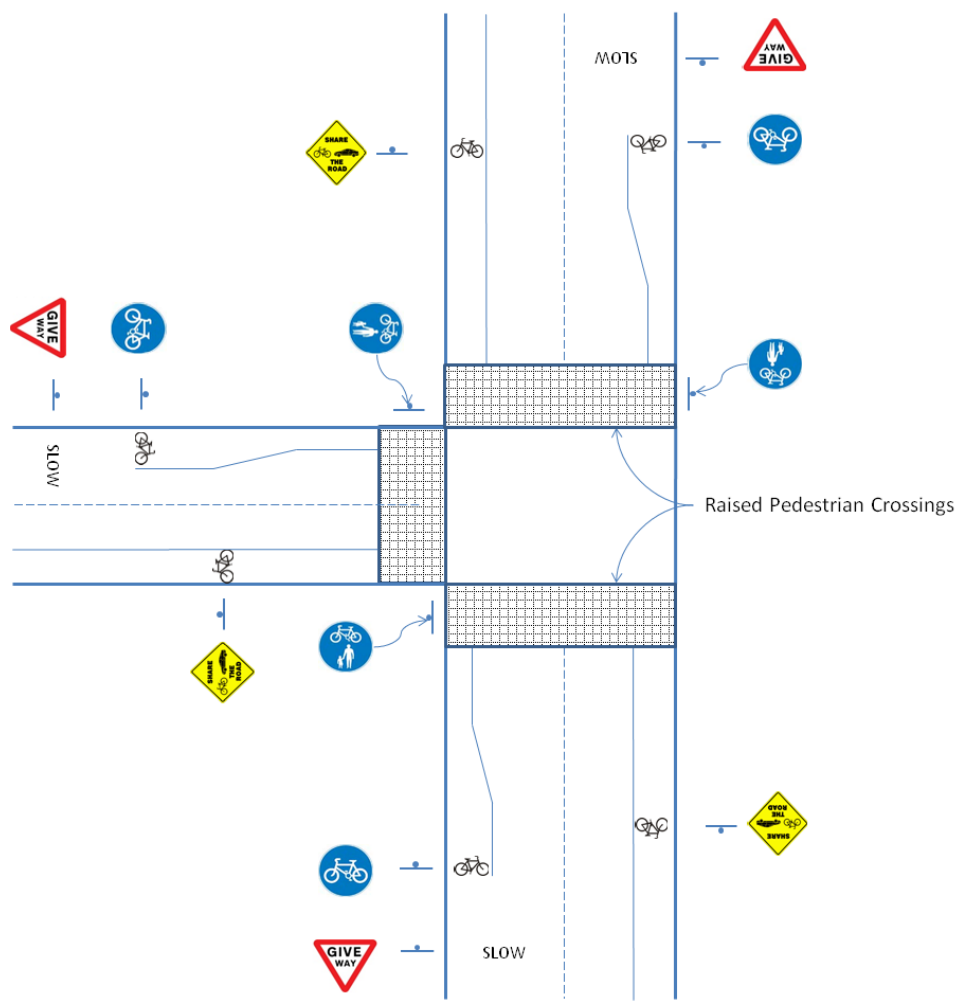 SLOW
GIVE
WAY
SHARE
THE
ROAD
GIVE
WAY
SLOW
Raised Pedestrian Crossings
SHARE
THE
ROAD
SHARE
THE
ROAD
GIVE
WAY
SLOW